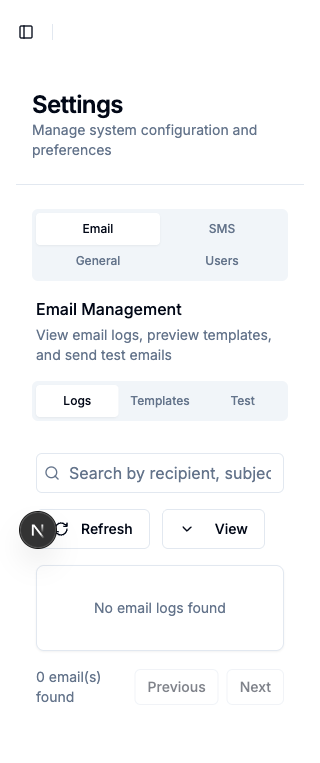 Settings
Manage system configuration and
preferences
Email
SMS
General
Users
Email Management
View email logs, preview templates,
and send test emails
Logs
Templates
Test
Search by recipient, subjec
N
Refresh
View
No email logs found
0 email(s)
found
Previous
Next